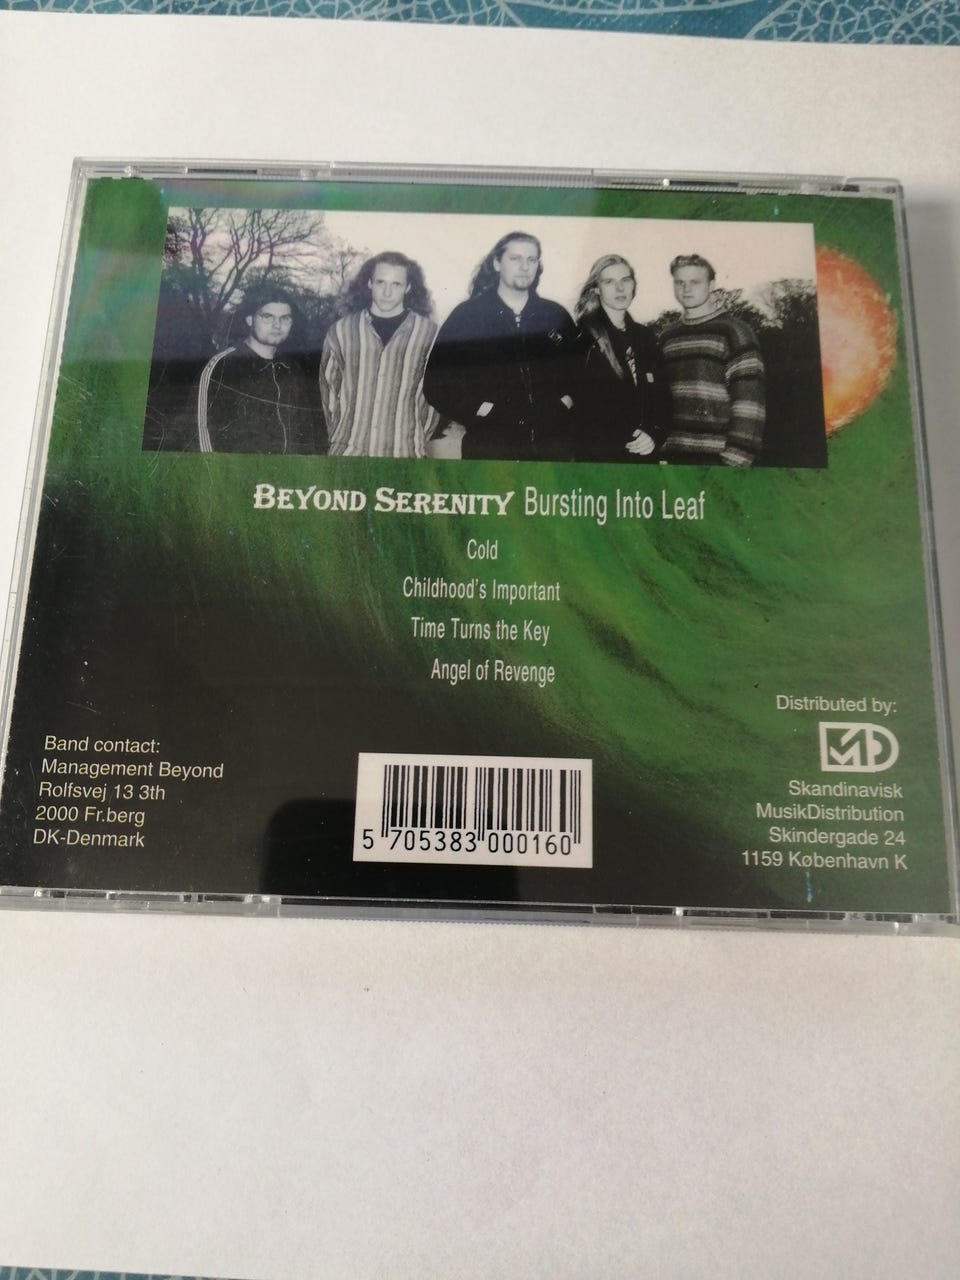 BEYOND SERENITY Bursting Into Leaf
Cold
Childhood's Important
Time Turns the Key
Angel of Revenge
Band contact:
Management Beyond
Rolfsvej 13 3th
2000 Fr.berg
DK-Denmark
5 705383 000160
Distributed by:
MD
Skandinavisk
MusikDistribution
Skindergade 24
1159 København K